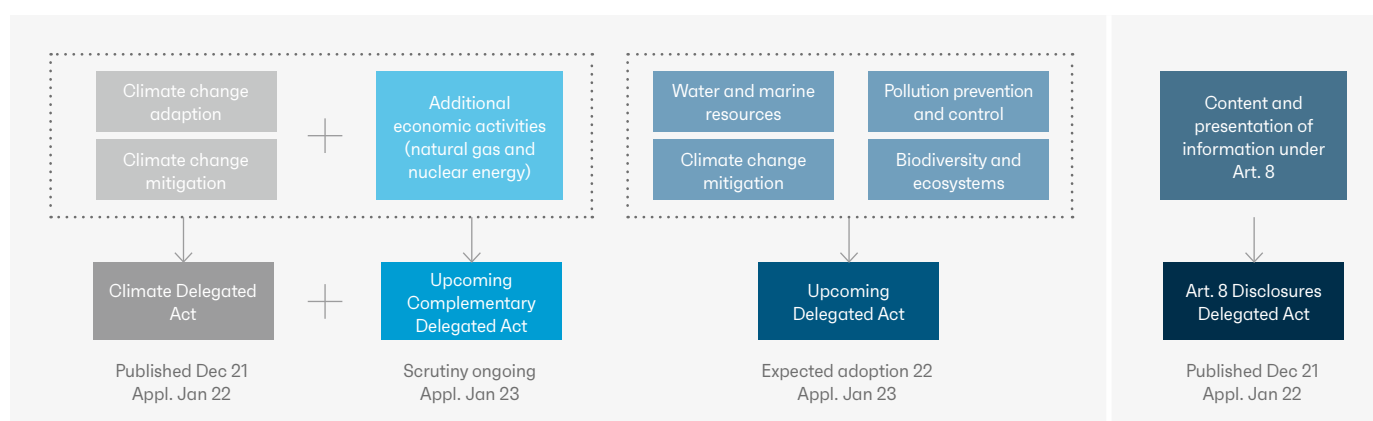 Climate change
adaption
Climate change
mitigation
Additional
economic activities
(natural gas and
nuclear energy)
Water and marine
resources
Pollution prevention
and control
Climate change
mitigation
Biodiversity and
ecosystems
Content and
presentation of
information under
Art. 8
Climate Delegated
Act
Upcoming
Complementary
Delegated Act
Upcoming
Delegated Act
Art. 8 Disclosures
Delegated Act
Published Dec 21
Appl. Jan 22
Scrutiny ongoing
Appl. Jan 23
Expected adoption 22
Appl. Jan 23
Published Dec 21
Appl. Jan 22